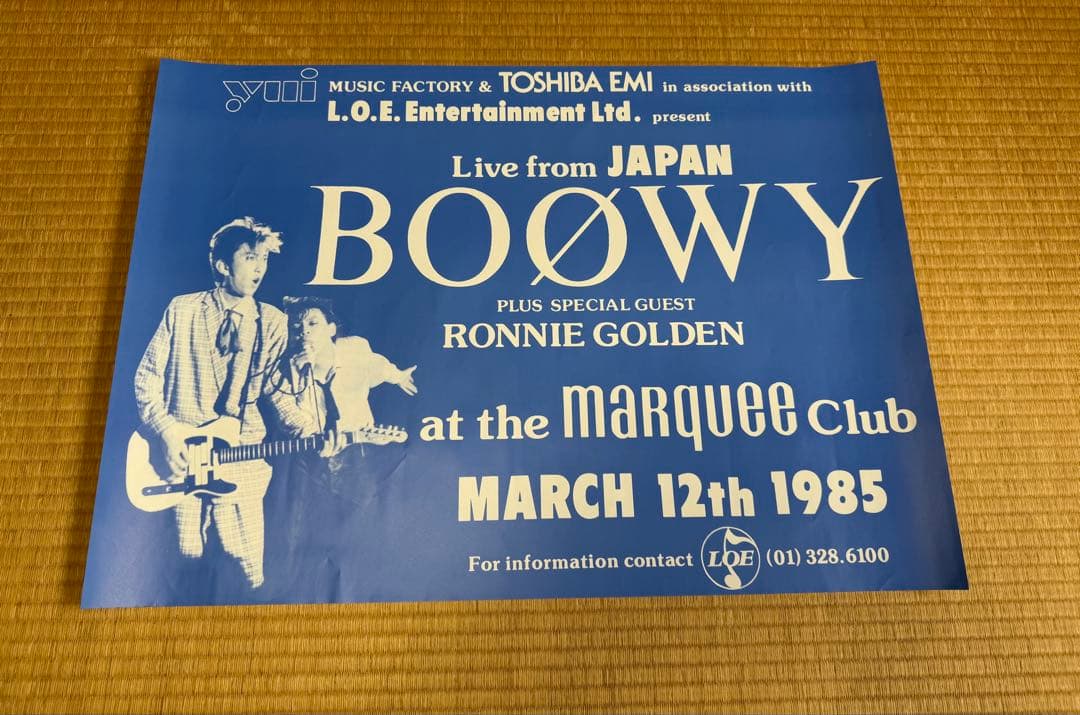 yui MUSIC FACTORY & TOSHIBA EMI in association with
L.O.E. Entertainment Ltd. present
Live from JAPAN
BOØWY
PLUS SPECIAL GUEST
RONNIE GOLDEN
at the marquee Club
MARCH 12th 1985
For information contact LOE (01) 328.6100